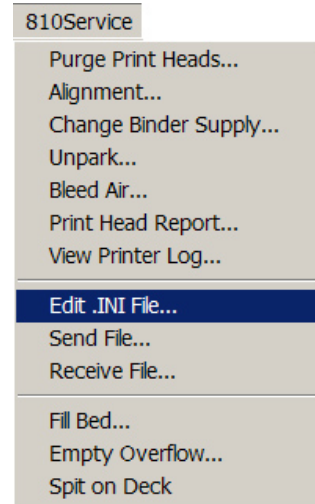 810Service
Purge Print Heads...
Alignment...
Change Binder Supply...
Unpark...
Bleed Air...
Print Head Report...
View Printer Log...
Edit .INI File...
Send File...
Receive File...
Fill Bed...
Empty Overflow...
Spit on Deck